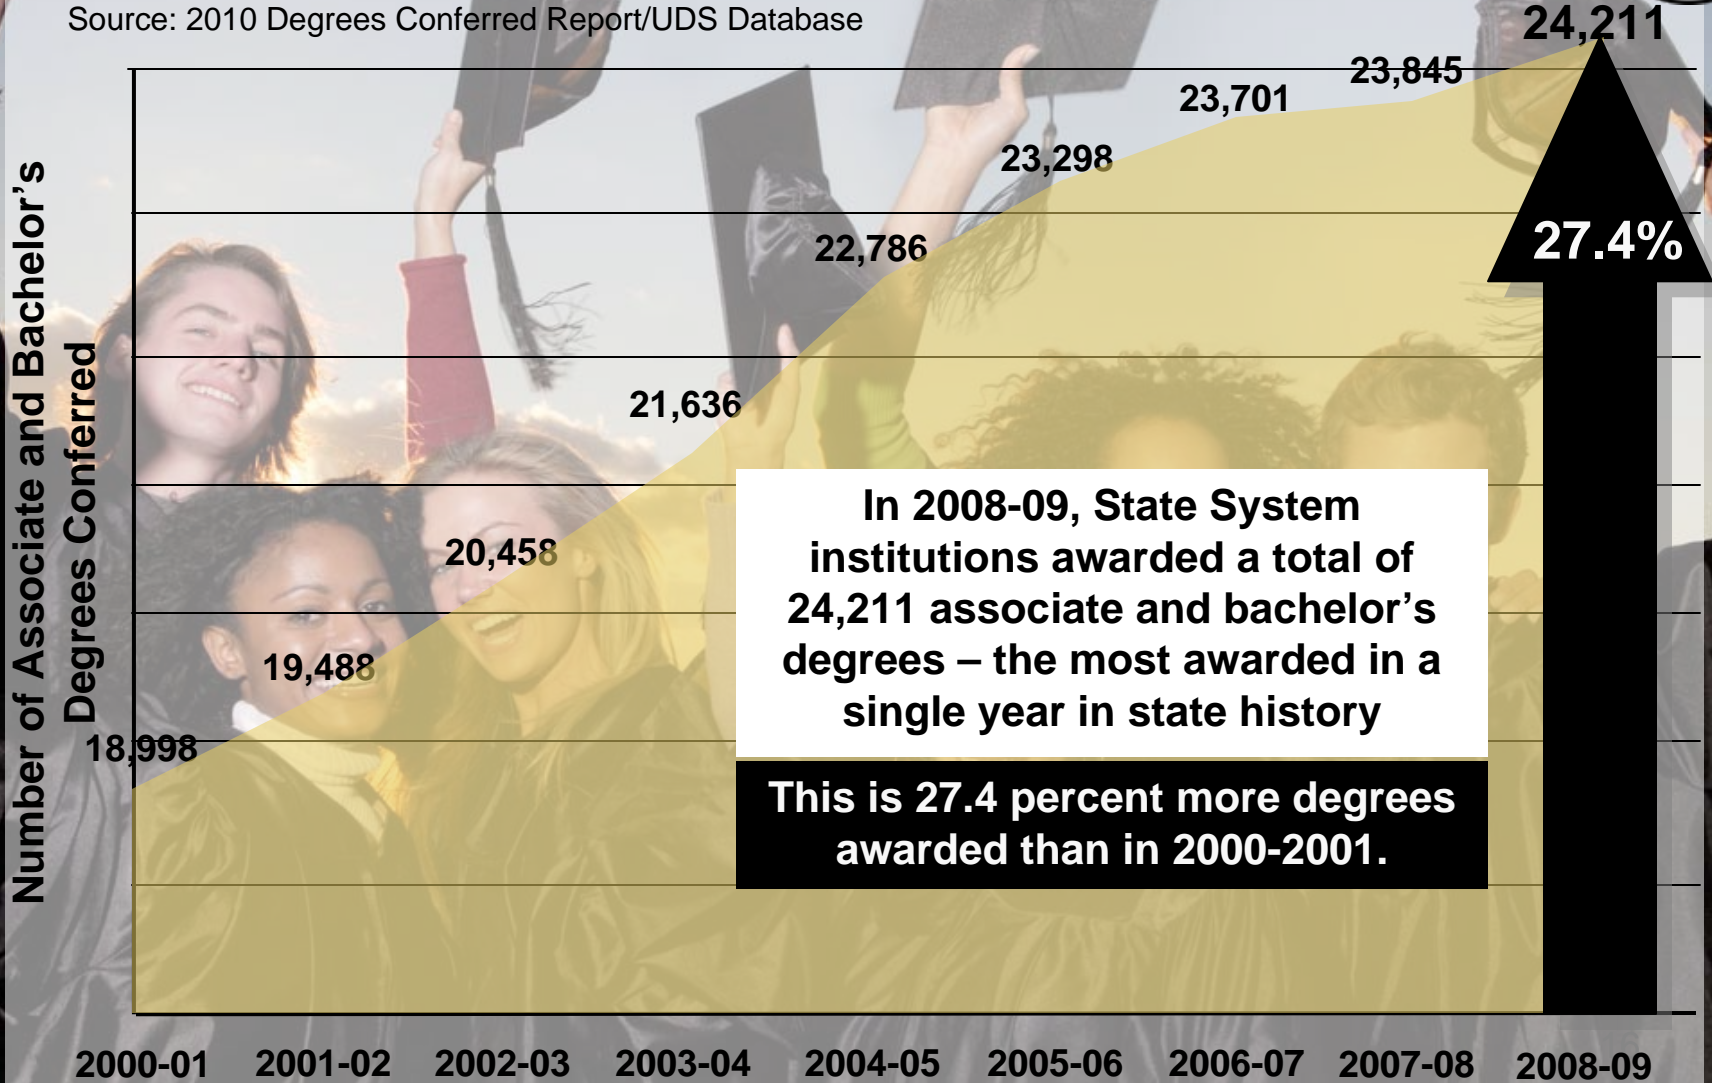 Source: 2010 Degrees Conferred Report/UDS Database
24,211
23,845
23,701
23,298
22,786
21,636
20,458
19,488
18,998
27.4%
Number of Associate and Bachelor’s
Degrees Conferred
In 2008-09, State System
institutions awarded a total of
24,211 associate and bachelor’s
degrees – the most awarded in a
single year in state history
This is 27.4 percent more degrees
awarded than in 2000-2001.
2000-01 2001-02 2002-03 2003-04 2004-05 2005-06 2006-07 2007-08 2008-09